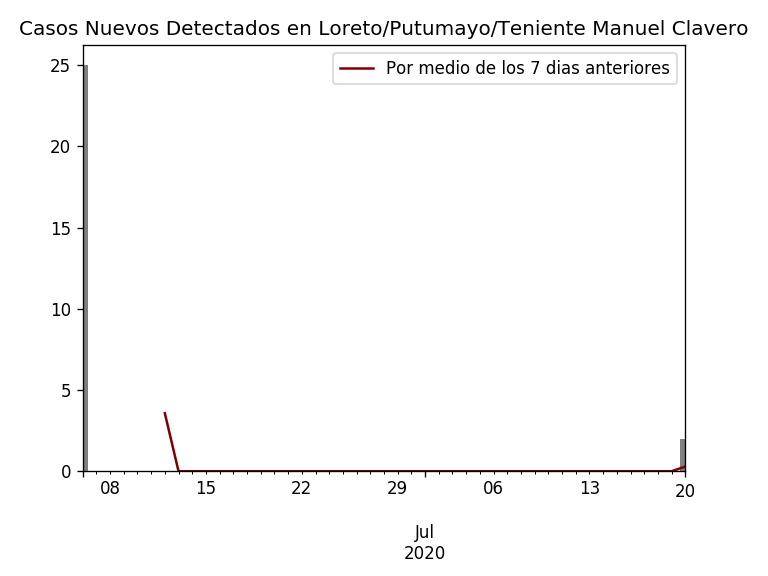 Casos Nuevos Detectados en Loreto/Putumayo/Teniente Manuel Clavero
Por medio de los 7 dias anteriores
25
20
15
10
5
0
08 15 22 29 06 13 20
Jul
2020